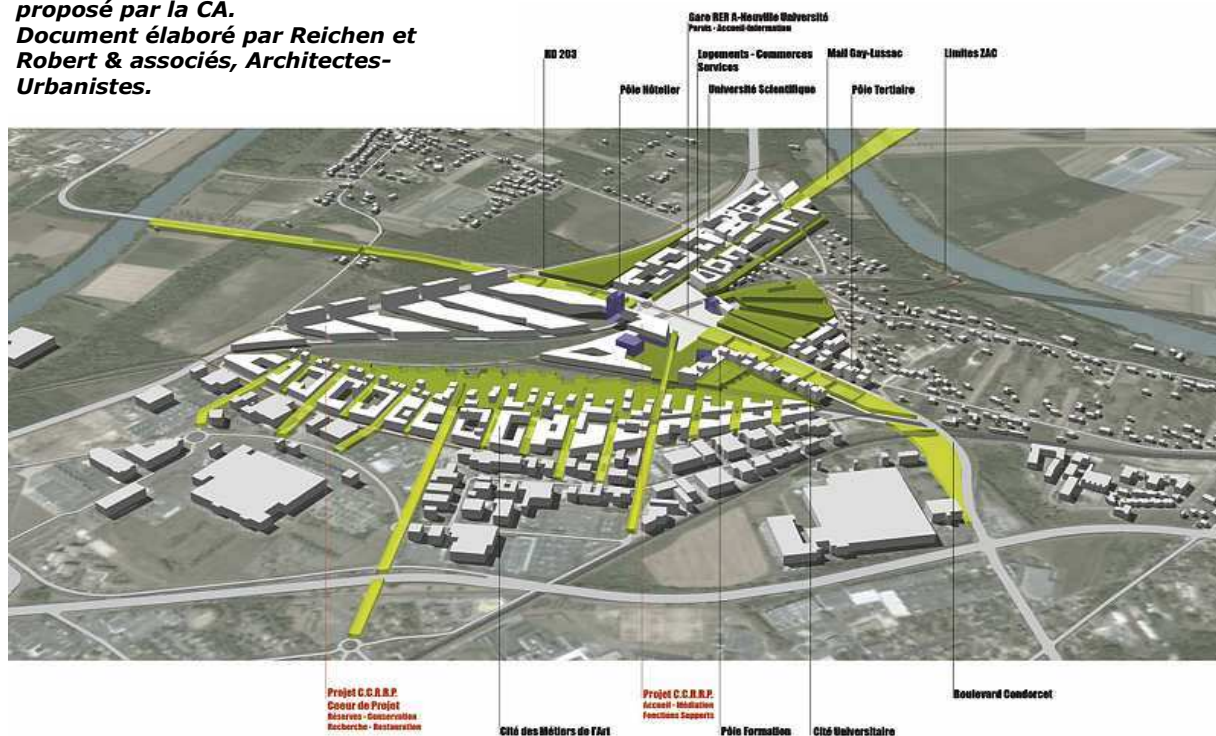 proposé par la CA.
Document élaboré par Reichen et
Robert & associés, Architectes-
Urbanistes.
Gare RER A-Neuville Université
Parvis - Accueil-Information
RD 203
Logements - Commerces
Services
Mail Gay-Lussac
Limites ZAC
Pôle Hôtelier
Université Scientifique
Pôle Tertiaire
Projet C.C.R.R.P.
Coeur de Projet
Réserves - Conservation
Recherche - Restauration
Projet C.C.R.R.P.
Accueil - Médiation
Fonctions Supports
Boulevard Condorcet
Cité des Métiers de l'Art
Pôle Formation
Cité Universitaire